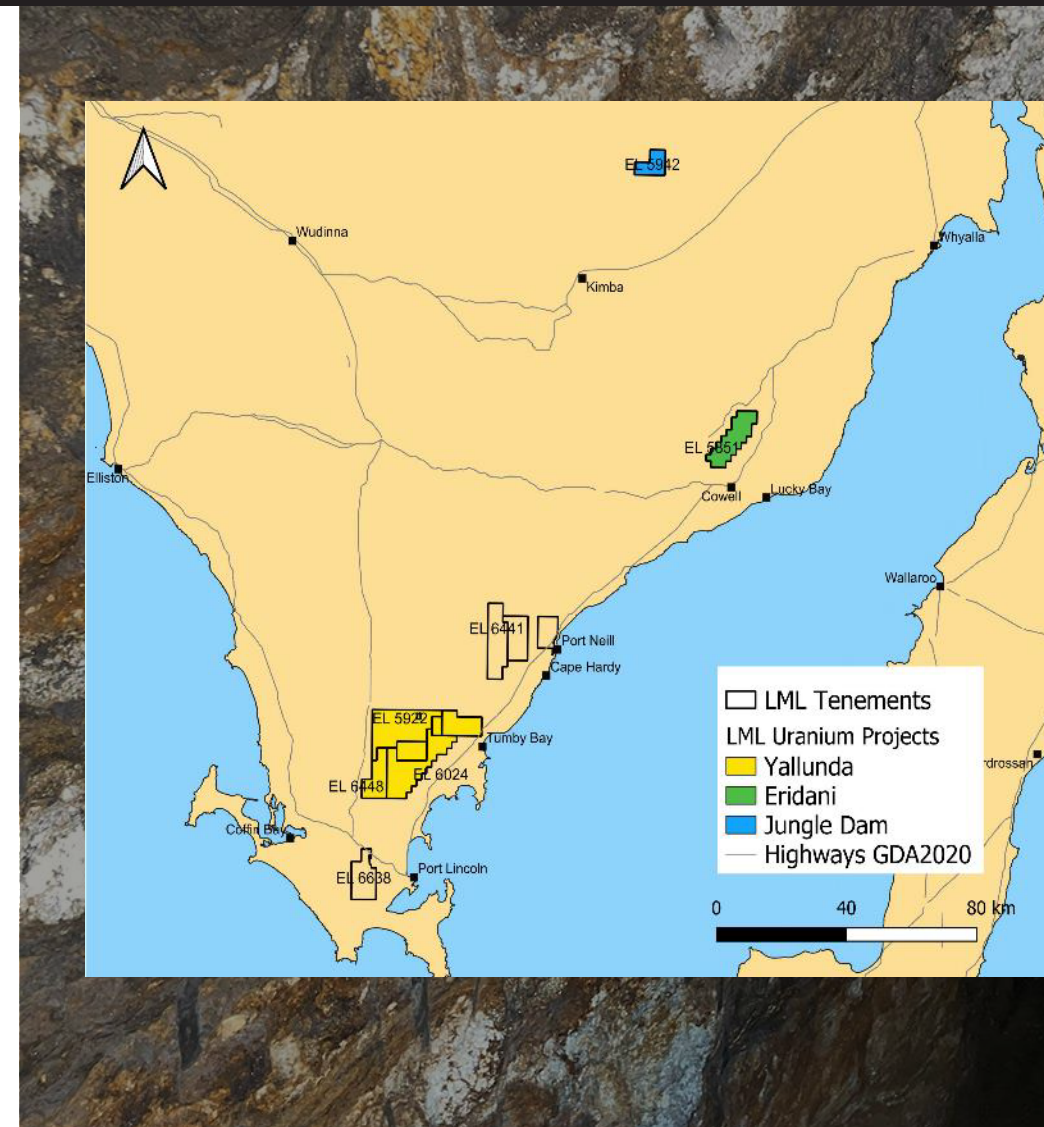 EL 5942
Wudinna
Whyalla
Kimba
EL 5851
Elliston
Cowell
Lucky Bay
Wallaroo
EL 6441
Port Neill
Cape Hardy
EL 5922
Tumby Bay
EL 6024
EL 6448
Coffin Bay
EL 6638
Port Lincoln
drossan
LML Tenements
LML Uranium Projects
Yallunda
Eridani
Jungle Dam
Highways GDA2020
0 40 80 km